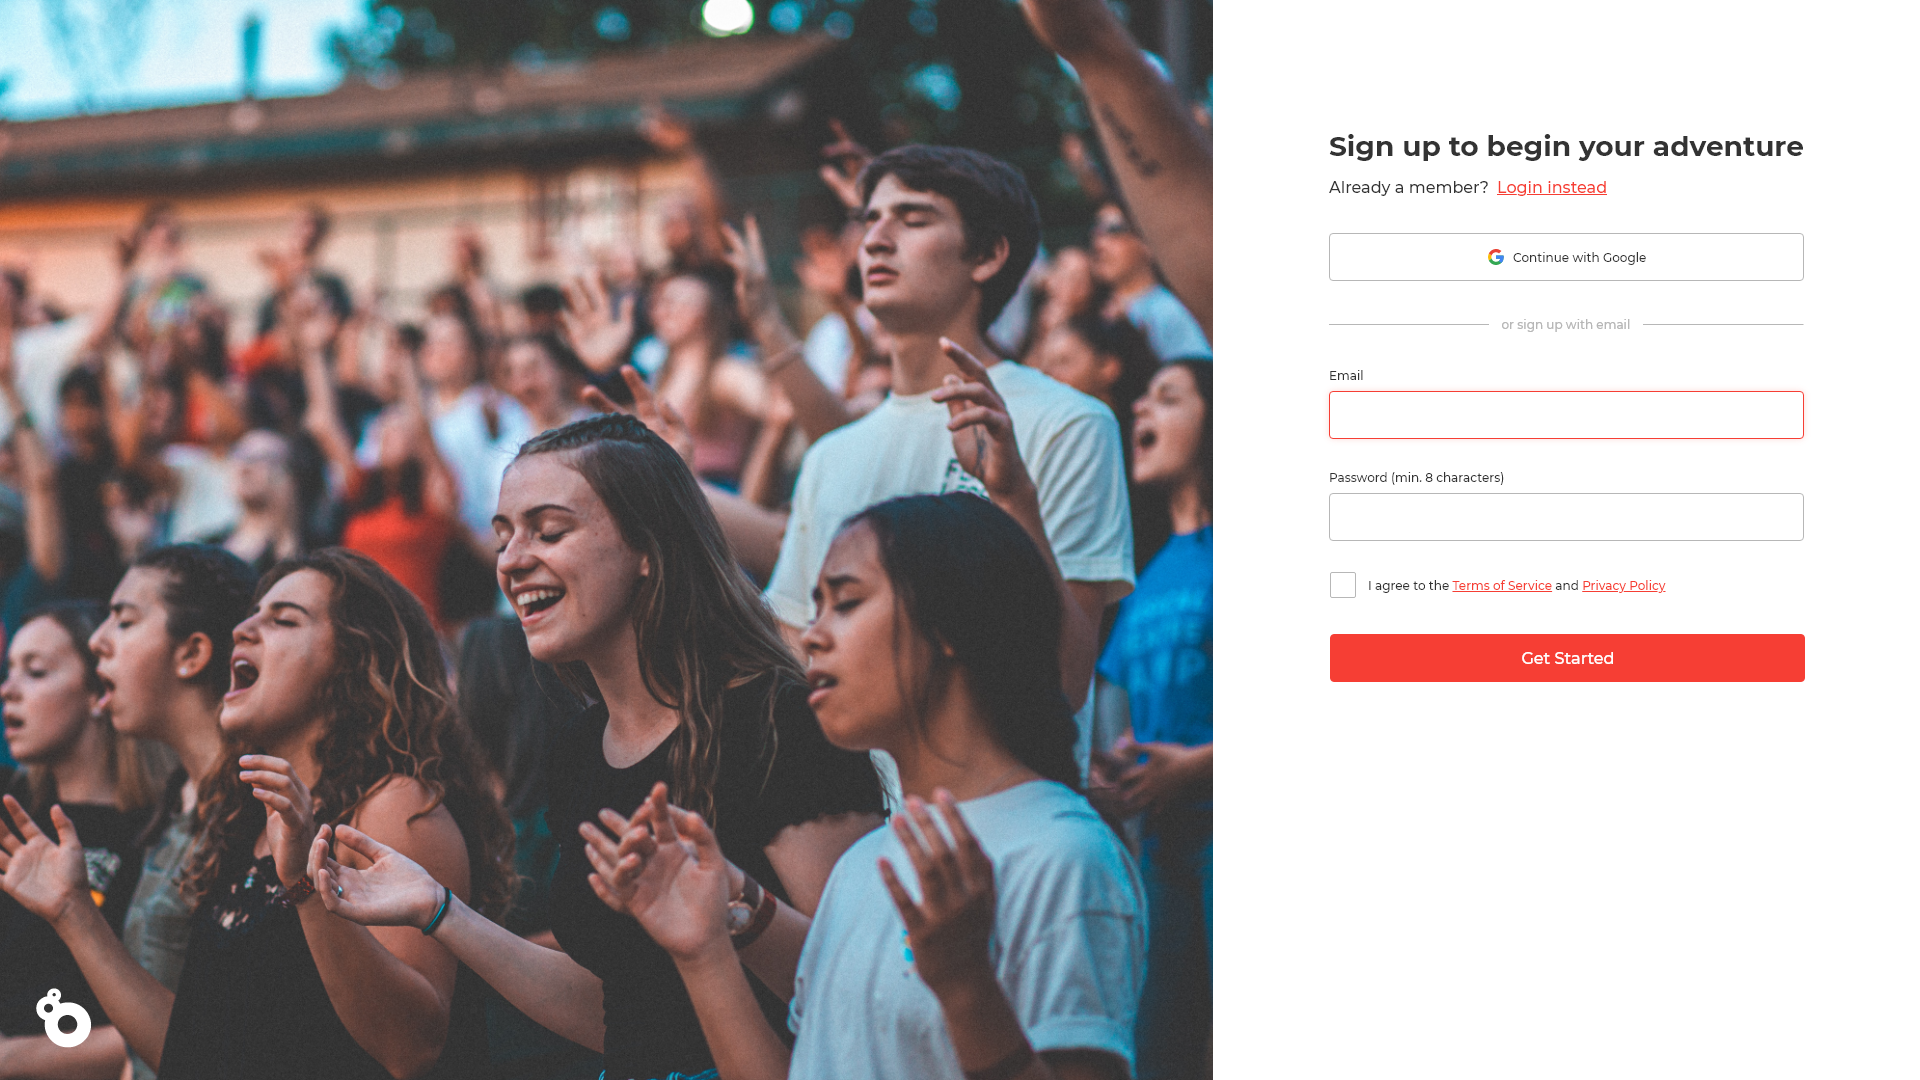 Sign up to begin your adventure
Already a member? Login instead
Continue with Google
or sign up with email
Email
Password (min. 8 characters)
I agree to the Terms of Service and Privacy Policy
Get Started